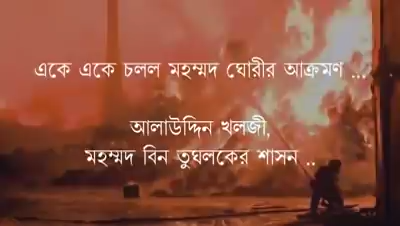 একে একে চলল মহম্মদ ঘোরীর আক্রমণ ...
আলাউদ্দিন খলজী,
মহম্মদ বিন তুঘলকের শাসন ..